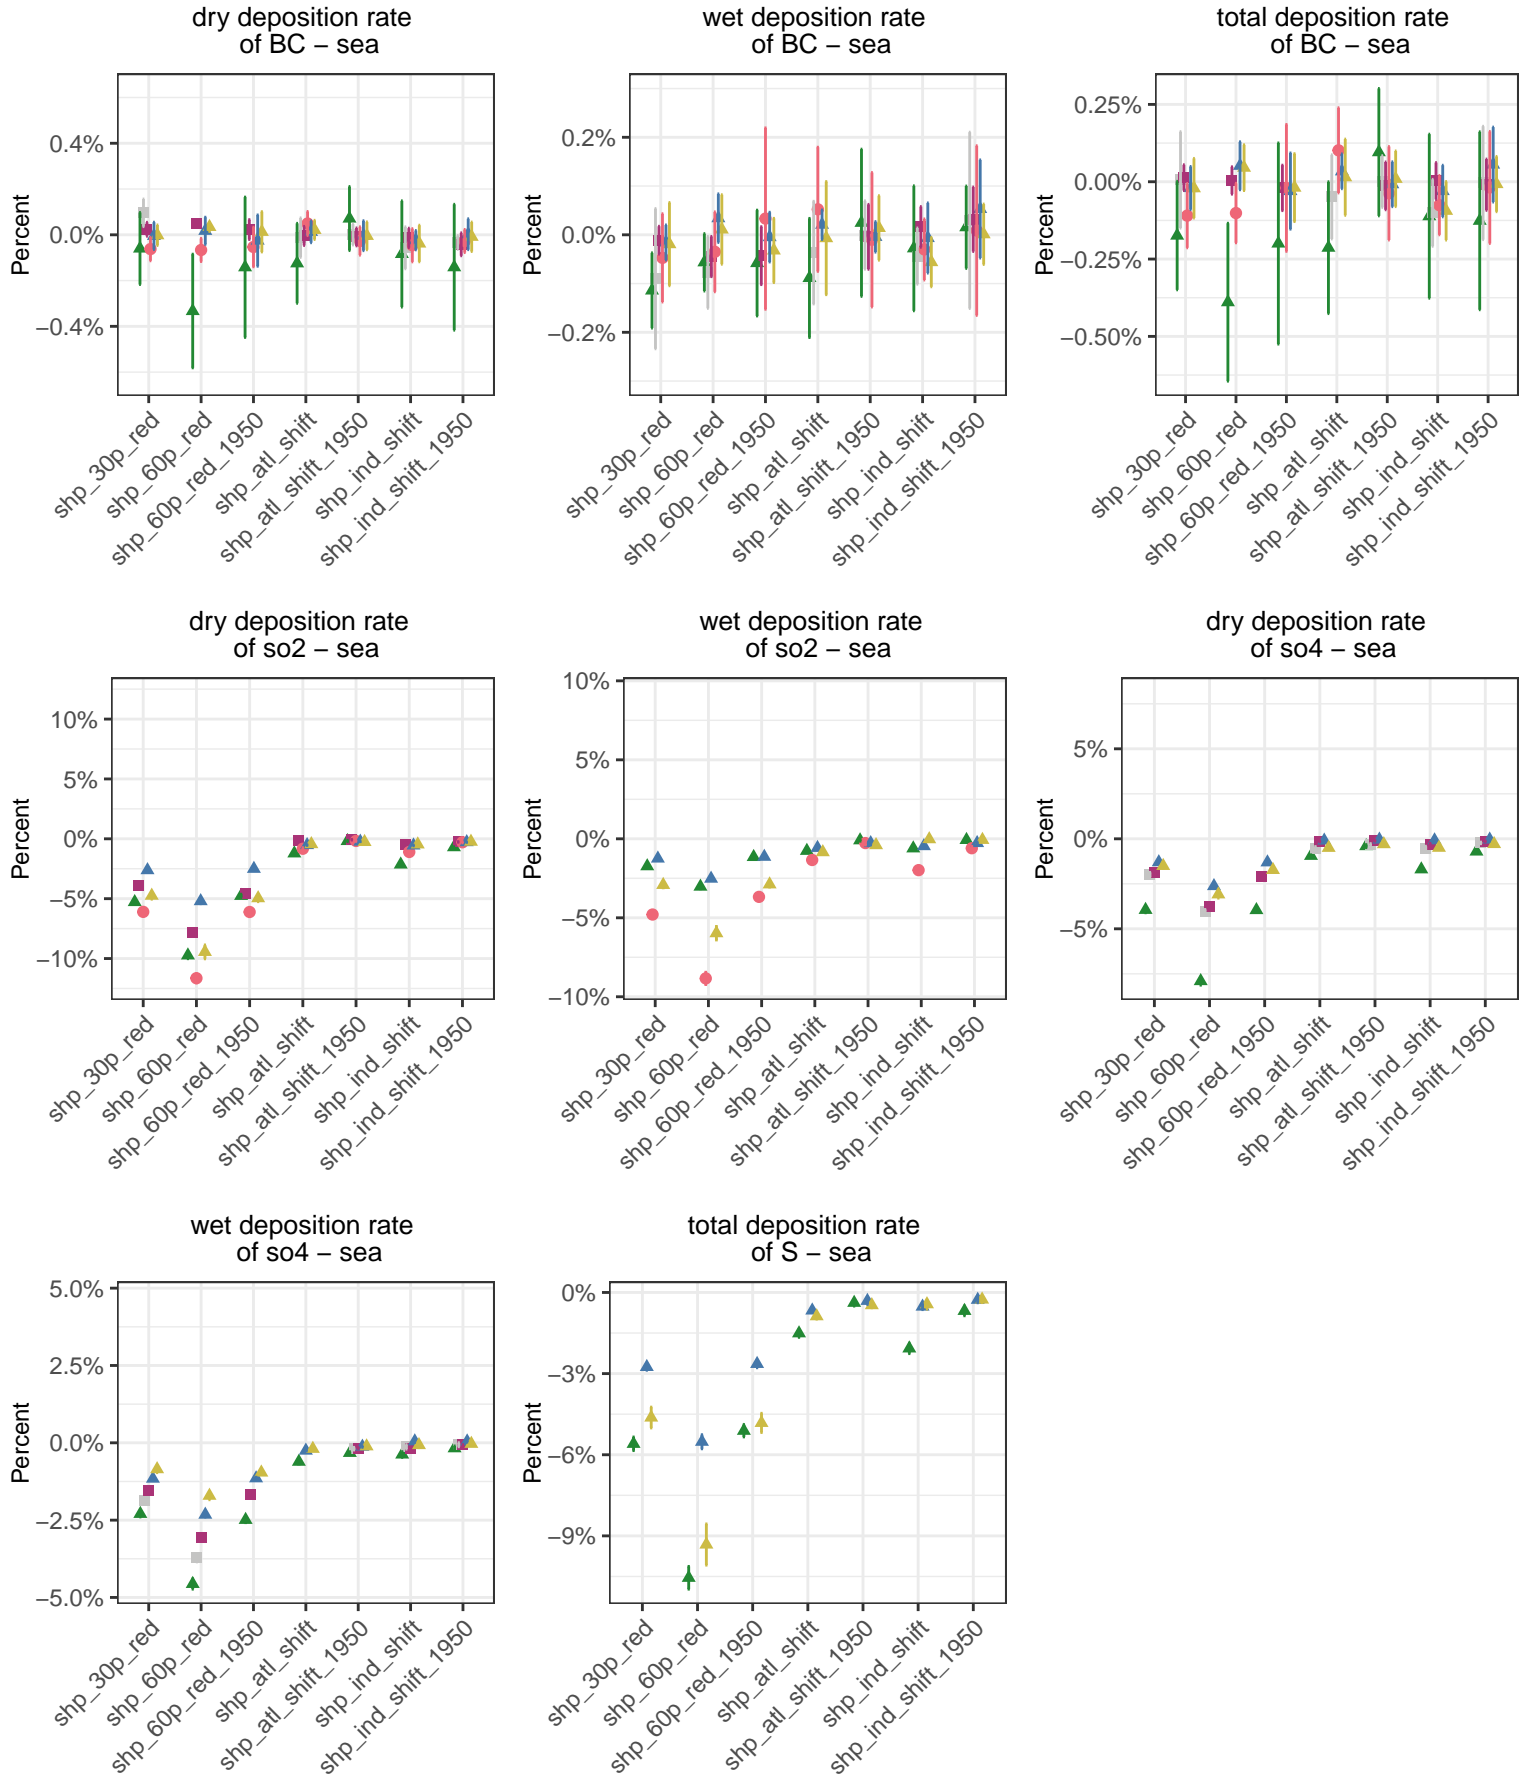 dry deposition rate
of BC − sea
Percent
0.4%
0.0%
−0.4%
shp_30p_red
shp_60p_red
shp_60p_red_1950
shp_atl_shift
shp_atl_shift_1950
shp_ind_shift
shp_ind_shift_1950
wet deposition rate
of BC − sea
Percent
0.2%
0.0%
−0.2%
shp_30p_red
shp_60p_red
shp_60p_red_1950
shp_atl_shift
shp_atl_shift_1950
shp_ind_shift
shp_ind_shift_1950
total deposition rate
of BC − sea
Percent
0.25%
0.00%
−0.25%
−0.50%
shp_30p_red
shp_60p_red
shp_60p_red_1950
shp_atl_shift
shp_atl_shift_1950
shp_ind_shift
shp_ind_shift_1950
dry deposition rate
of so2 − sea
Percent
10%
5%
0%
−5%
−10%
shp_30p_red
shp_60p_red
shp_60p_red_1950
shp_atl_shift
shp_atl_shift_1950
shp_ind_shift
shp_ind_shift_1950
wet deposition rate
of so2 − sea
Percent
10%
5%
0%
−5%
−10%
shp_30p_red
shp_60p_red
shp_60p_red_1950
shp_atl_shift
shp_atl_shift_1950
shp_ind_shift
shp_ind_shift_1950
dry deposition rate
of so4 − sea
Percent
5%
0%
−5%
shp_30p_red
shp_60p_red
shp_60p_red_1950
shp_atl_shift
shp_atl_shift_1950
shp_ind_shift
shp_ind_shift_1950
wet deposition rate
of so4 − sea
Percent
5.0%
2.5%
0.0%
−2.5%
−5.0%
shp_30p_red
shp_60p_red
shp_60p_red_1950
shp_atl_shift
shp_atl_shift_1950
shp_ind_shift
shp_ind_shift_1950
total deposition rate
of S − sea
Percent
0%
−3%
−6%
−9%
shp_30p_red
shp_60p_red
shp_60p_red_1950
shp_atl_shift
shp_atl_shift_1950
shp_ind_shift
shp_ind_shift_1950